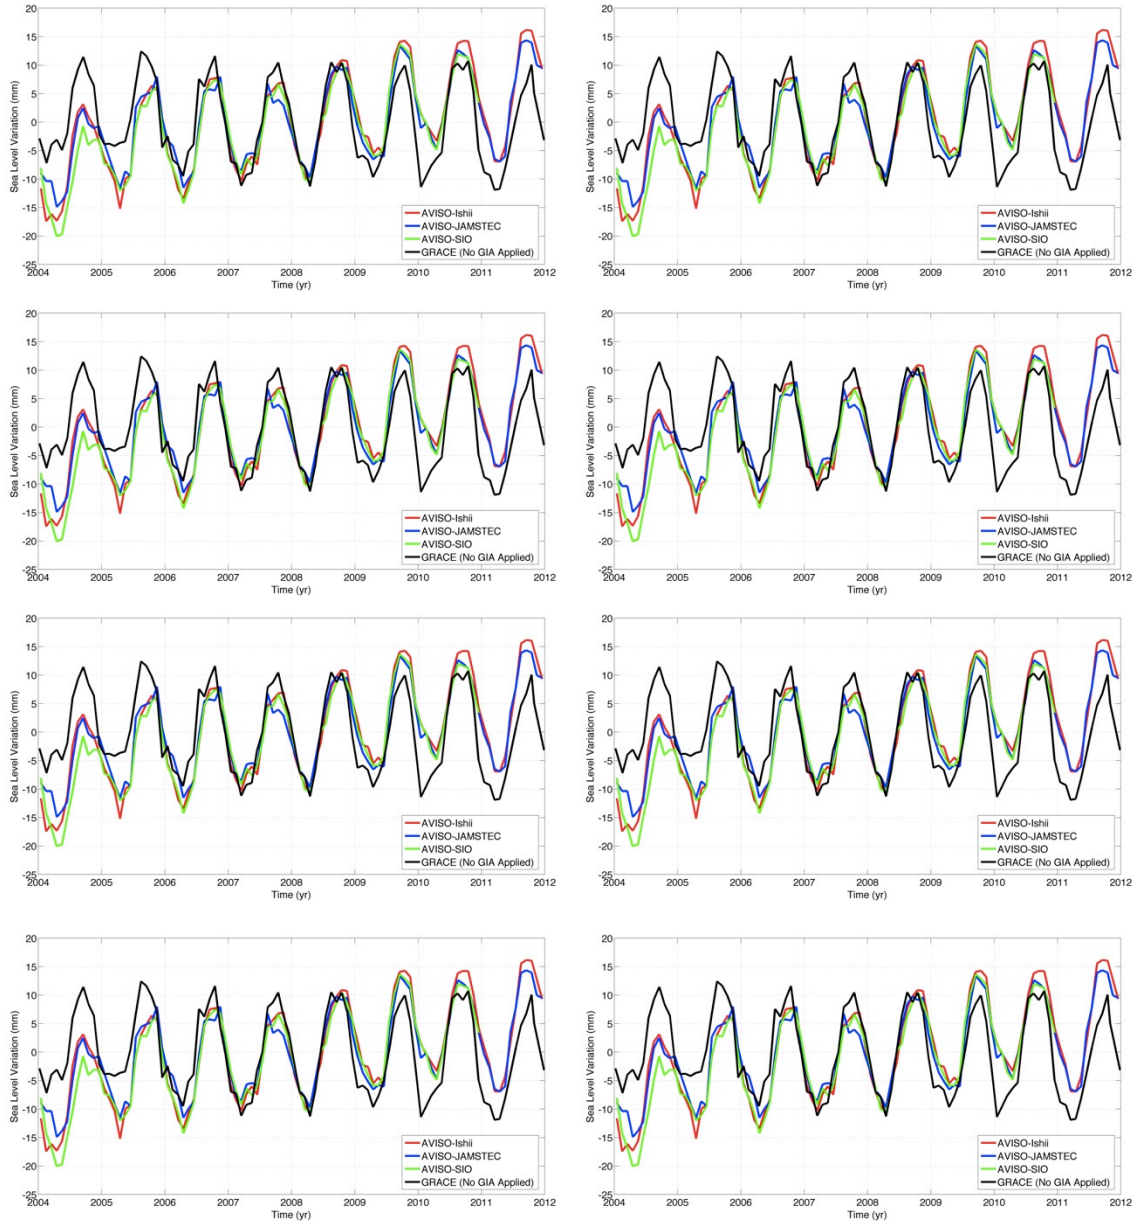 20
15
10
5
0
-5
-10
-15
-20
-25
Sea Level Variation (mm)
AVISO-Ishii
AVISO-JAMSTEC
AVISO-SIO
GRACE (No GIA Applied)
2004 2005 2006 2007 2008 2009 2010 2011 2012
Time (yr)
20
15
10
5
0
-5
-10
-15
-20
-25
Sea Level Variation (mm)
AVISO-Ishii
AVISO-JAMSTEC
AVISO-SIO
GRACE (No GIA Applied)
2004 2005 2006 2007 2008 2009 2010 2011 2012
Time (yr)
20
15
10
5
0
-5
-10
-15
-20
-25
Sea Level Variation (mm)
AVISO-Ishii
AVISO-JAMSTEC
AVISO-SIO
GRACE (No GIA Applied)
2004 2005 2006 2007 2008 2009 2010 2011 2012
Time (yr)
20
15
10
5
0
-5
-10
-15
-20
-25
Sea Level Variation (mm)
AVISO-Ishii
AVISO-JAMSTEC
AVISO-SIO
GRACE (No GIA Applied)
2004 2005 2006 2007 2008 2009 2010 2011 2012
Time (yr)
20
15
10
5
0
-5
-10
-15
-20
-25
Sea Level Variation (mm)
AVISO-Ishii
AVISO-JAMSTEC
AVISO-SIO
GRACE (No GIA Applied)
2004 2005 2006 2007 2008 2009 2010 2011 2012
Time (yr)
20
15
10
5
0
-5
-10
-15
-20
-25
Sea Level Variation (mm)
AVISO-Ishii
AVISO-JAMSTEC
AVISO-SIO
GRACE (No GIA Applied)
2004 2005 2006 2007 2008 2009 2010 2011 2012
Time (yr)
20
15
10
5
0
-5
-10
-15
-20
-25
Sea Level Variation (mm)
AVISO-Ishii
AVISO-JAMSTEC
AVISO-SIO
GRACE (No GIA Applied)
2004 2005 2006 2007 2008 2009 2010 2011 2012
Time (yr)
20
15
10
5
0
-5
-10
-15
-20
-25
Sea Level Variation (mm)
AVISO-Ishii
AVISO-JAMSTEC
AVISO-SIO
GRACE (No GIA Applied)
2004 2005 2006 2007 2008 2009 2010 2011 2012
Time (yr)